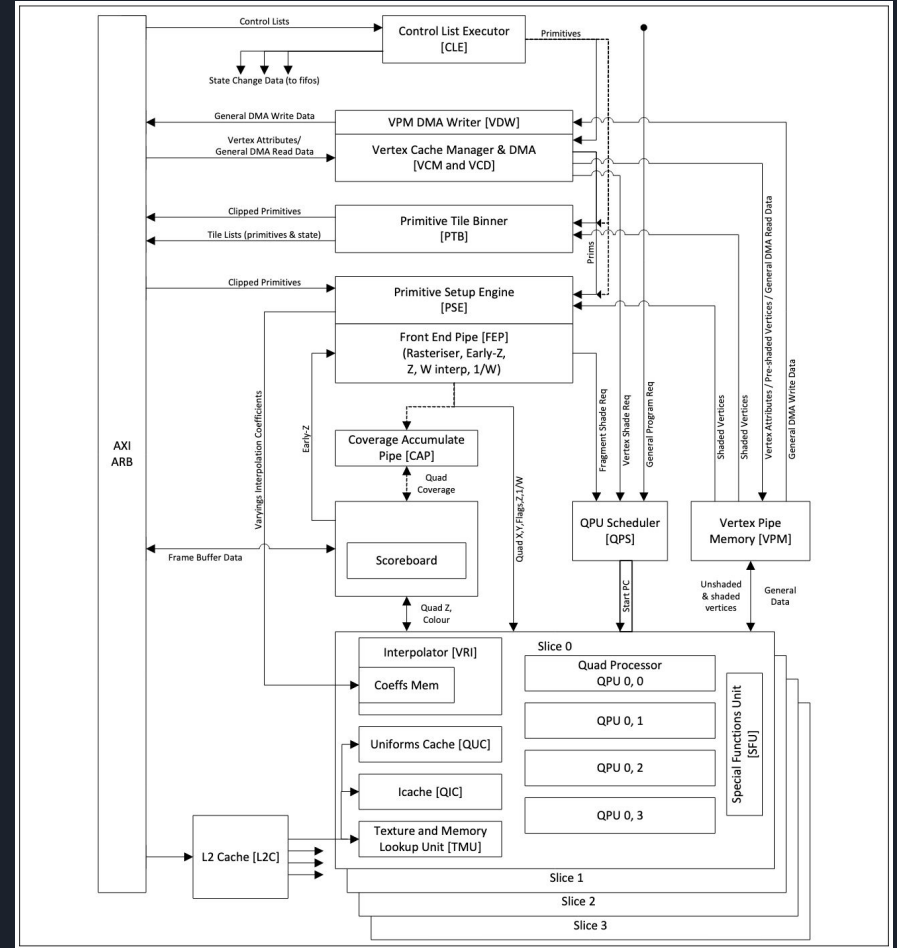 Control Lists
Control List Executor
[CLE]
Primitives
State Change Data (to fifos)
General DMA Write Data
VPM DMA Writer [VDW]
Vertex Attributes/
General DMA Read Data
Vertex Cache Manager & DMA
[VCM and VCD]
Clipped Primitives
Primitive Tile Binner
[PTB]
Tile Lists (primitives & state)
Prims
Clipped Primitives
Primitive Setup Engine
[PSE]
Front End Pipe [FEP]
(Rasteriser, Early-Z,
Z, W interp, 1/W)
AXI
ARB
Varyings Interpolation Coefficients
Early-Z
Coverage Accumulate
Pipe [CAP]
Quad
Coverage
Quad X,Y,Flags,Z,1/W
Fragment Shade Req
Vertex Shade Req
General Program Req
Shaded Vertices
Shaded Vertices
Vertex Attributes / Pre-shaded Vertices / General DMA Read Data
General DMA Write Data
QPU Scheduler
[QPS]
Vertex Pipe
Memory [VPM]
Frame Buffer Data
Scoreboard
Start PC
Unshaded
& shaded
vertices
General
Data
Quad Z,
Colour
Slice 0
Interpolator [VRI]
Coeffs Mem
Quad Processor
QPU 0, 0
Uniforms Cache [QUC]
QPU 0, 1
Icache [QIC]
QPU 0, 2
Texture and Memory
Lookup Unit [TMU]
QPU 0, 3
Special Functions Unit
[SFU]
L2 Cache [L2C]
Slice 1
Slice 2
Slice 3